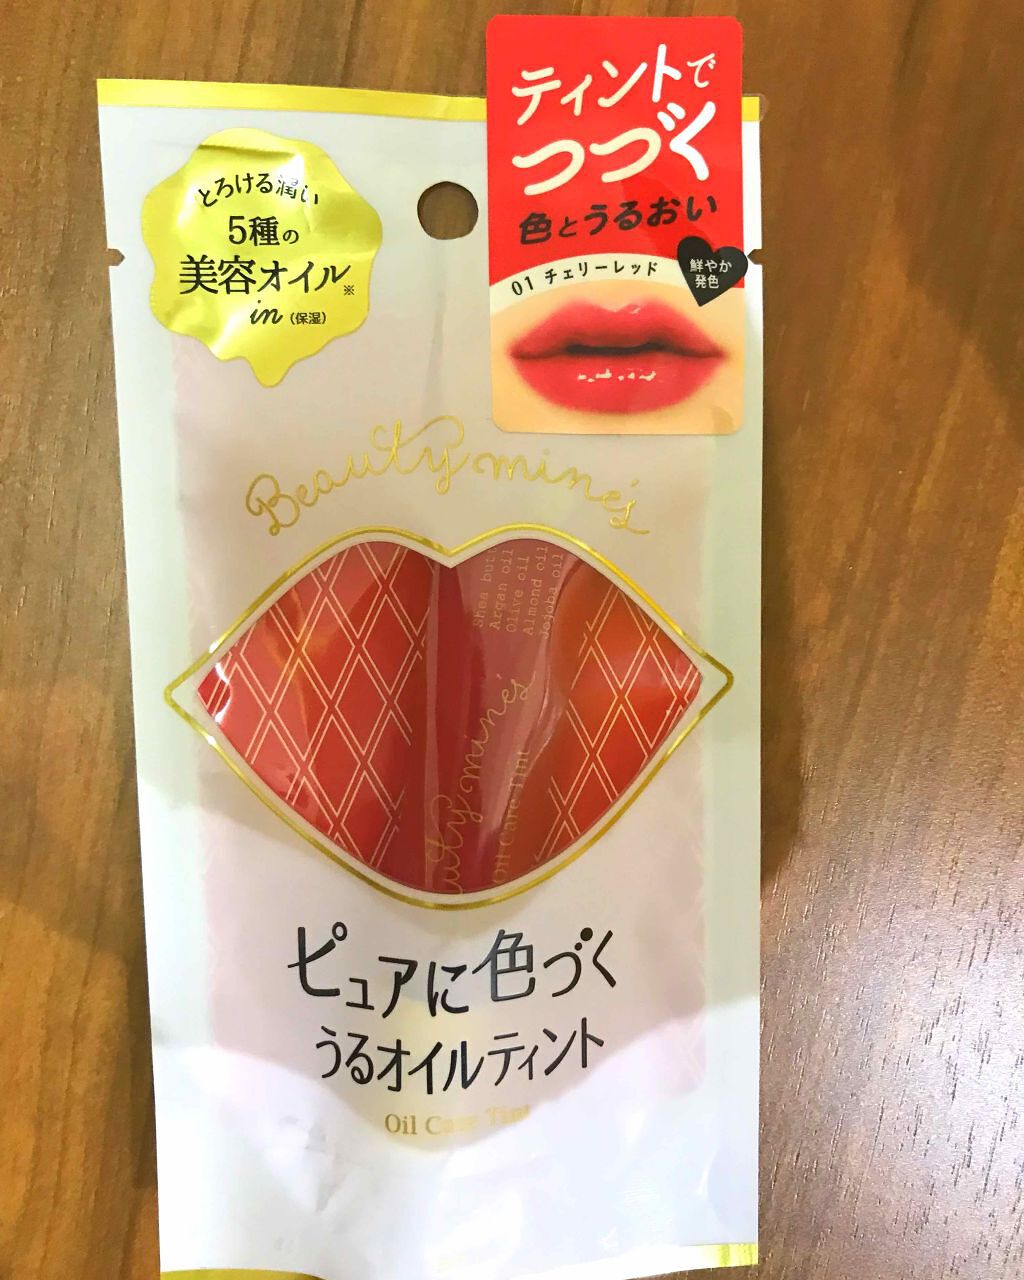 ティントで
つづく
色とうるおい
01 チェリーレッド
鮮やか
発色
とろける潤い
5種の
美容オイル※
in (保湿)
Beauty mine's
Shea butt
Argan oil
Olive oil
Almond oil
Jojoba oil
auty mine's
Oil Care Tint
ピュアに色づく
うるオイルティント
Oil Care Tint